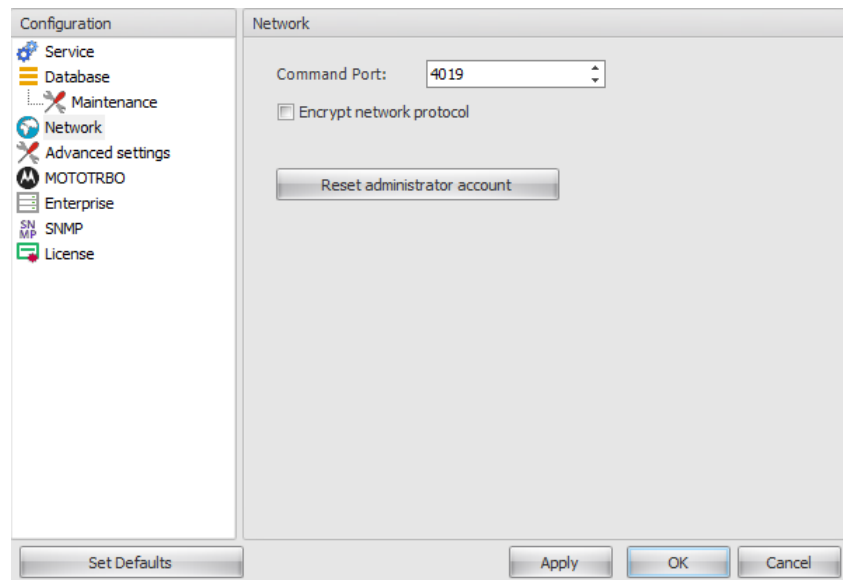 Configuration
Service
Database
Maintenance
Network
Advanced settings
MOTOTRBO
Enterprise
SN
MP
SNMP
License
Network
Command Port:
4019
Encrypt network protocol
Reset administrator account
Set Defaults
Apply
OK
Cancel